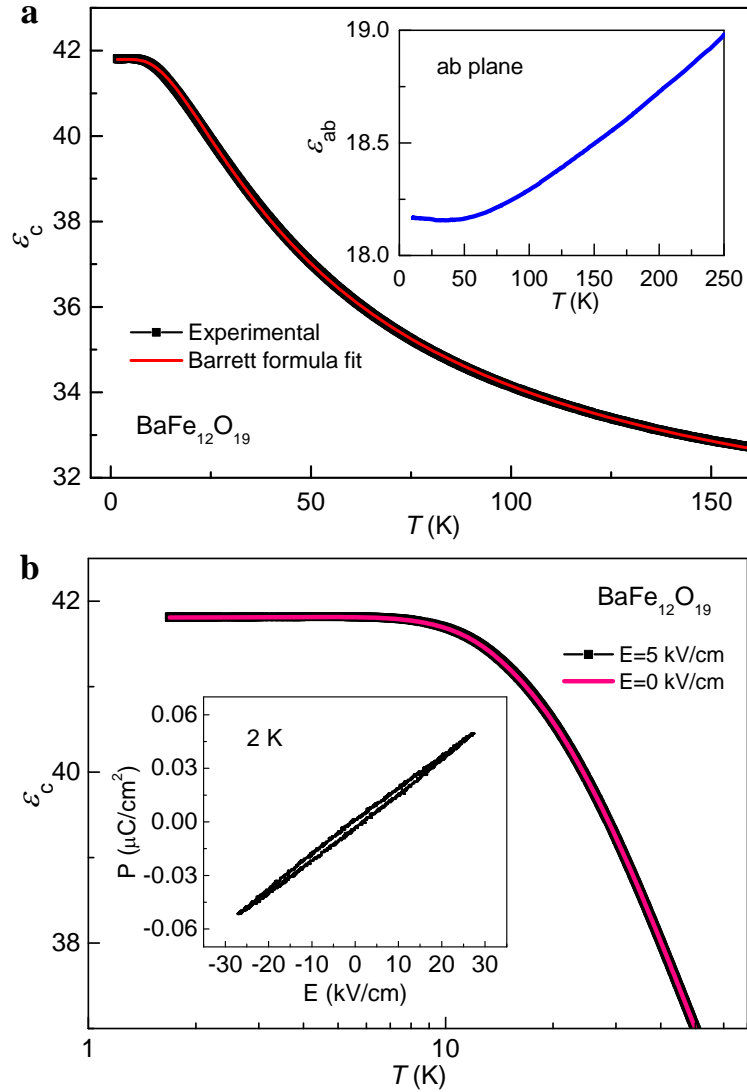 a
42
40
38
36
34
32
ε_c
0
50
100
150
T (K)
Experimental
Barrett formula fit
BaFe₁₂O₁₉
19.0
18.5
18.0
ε_ab
ab plane
0
50
100
150
200
250
T (K)
b
42
40
38
ε_c
1
10
T (K)
BaFe₁₂O₁₉
E=5 kV/cm
E=0 kV/cm
0.06
0.03
0.00
-0.03
-0.06
P (μC/cm²)
2 K
-30
-20
-10
0
10
20
30
E (kV/cm)